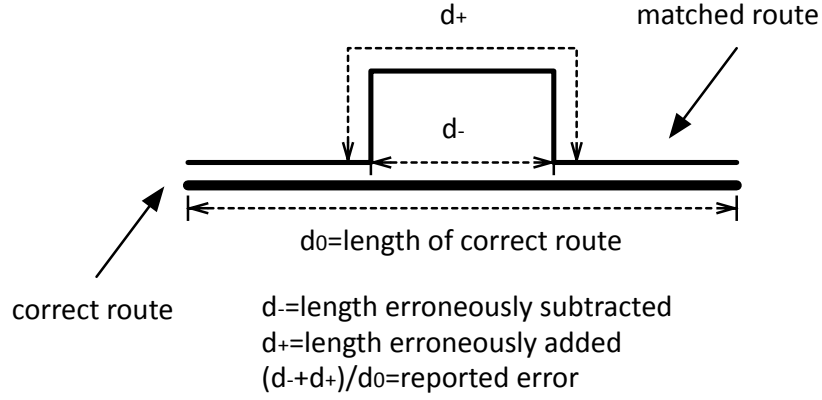 d+
matched route
d-
d0=length of correct route
correct route
d-=length erroneously subtracted
d+=length erroneously added
(d-+d+)/d0=reported error